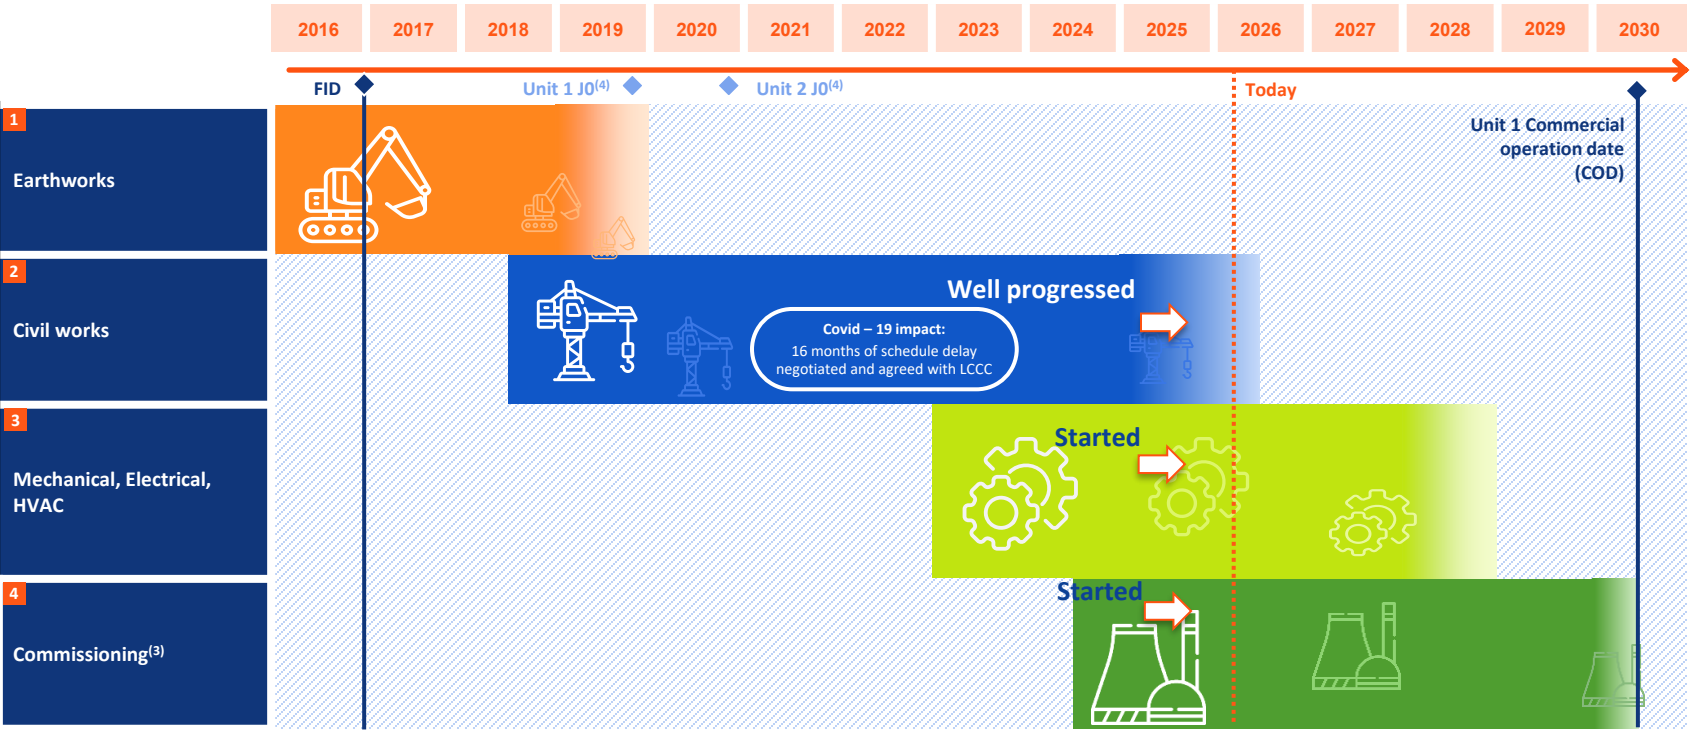 2016 2017 2018 2019 2020 2021 2022 2023 2024 2025 2026 2027 2028 2029 2030
FID
Unit 1 J0(4)
Unit 2 J0(4)
Today
Unit 1 Commercial
operation date
(COD)
1
Earthworks
2
Civil works
Well progressed
Covid – 19 impact:
16 months of schedule delay
negotiated and agreed with LCCC
3
Mechanical, Electrical,
HVAC
Started
4
Commissioning(3)
Started